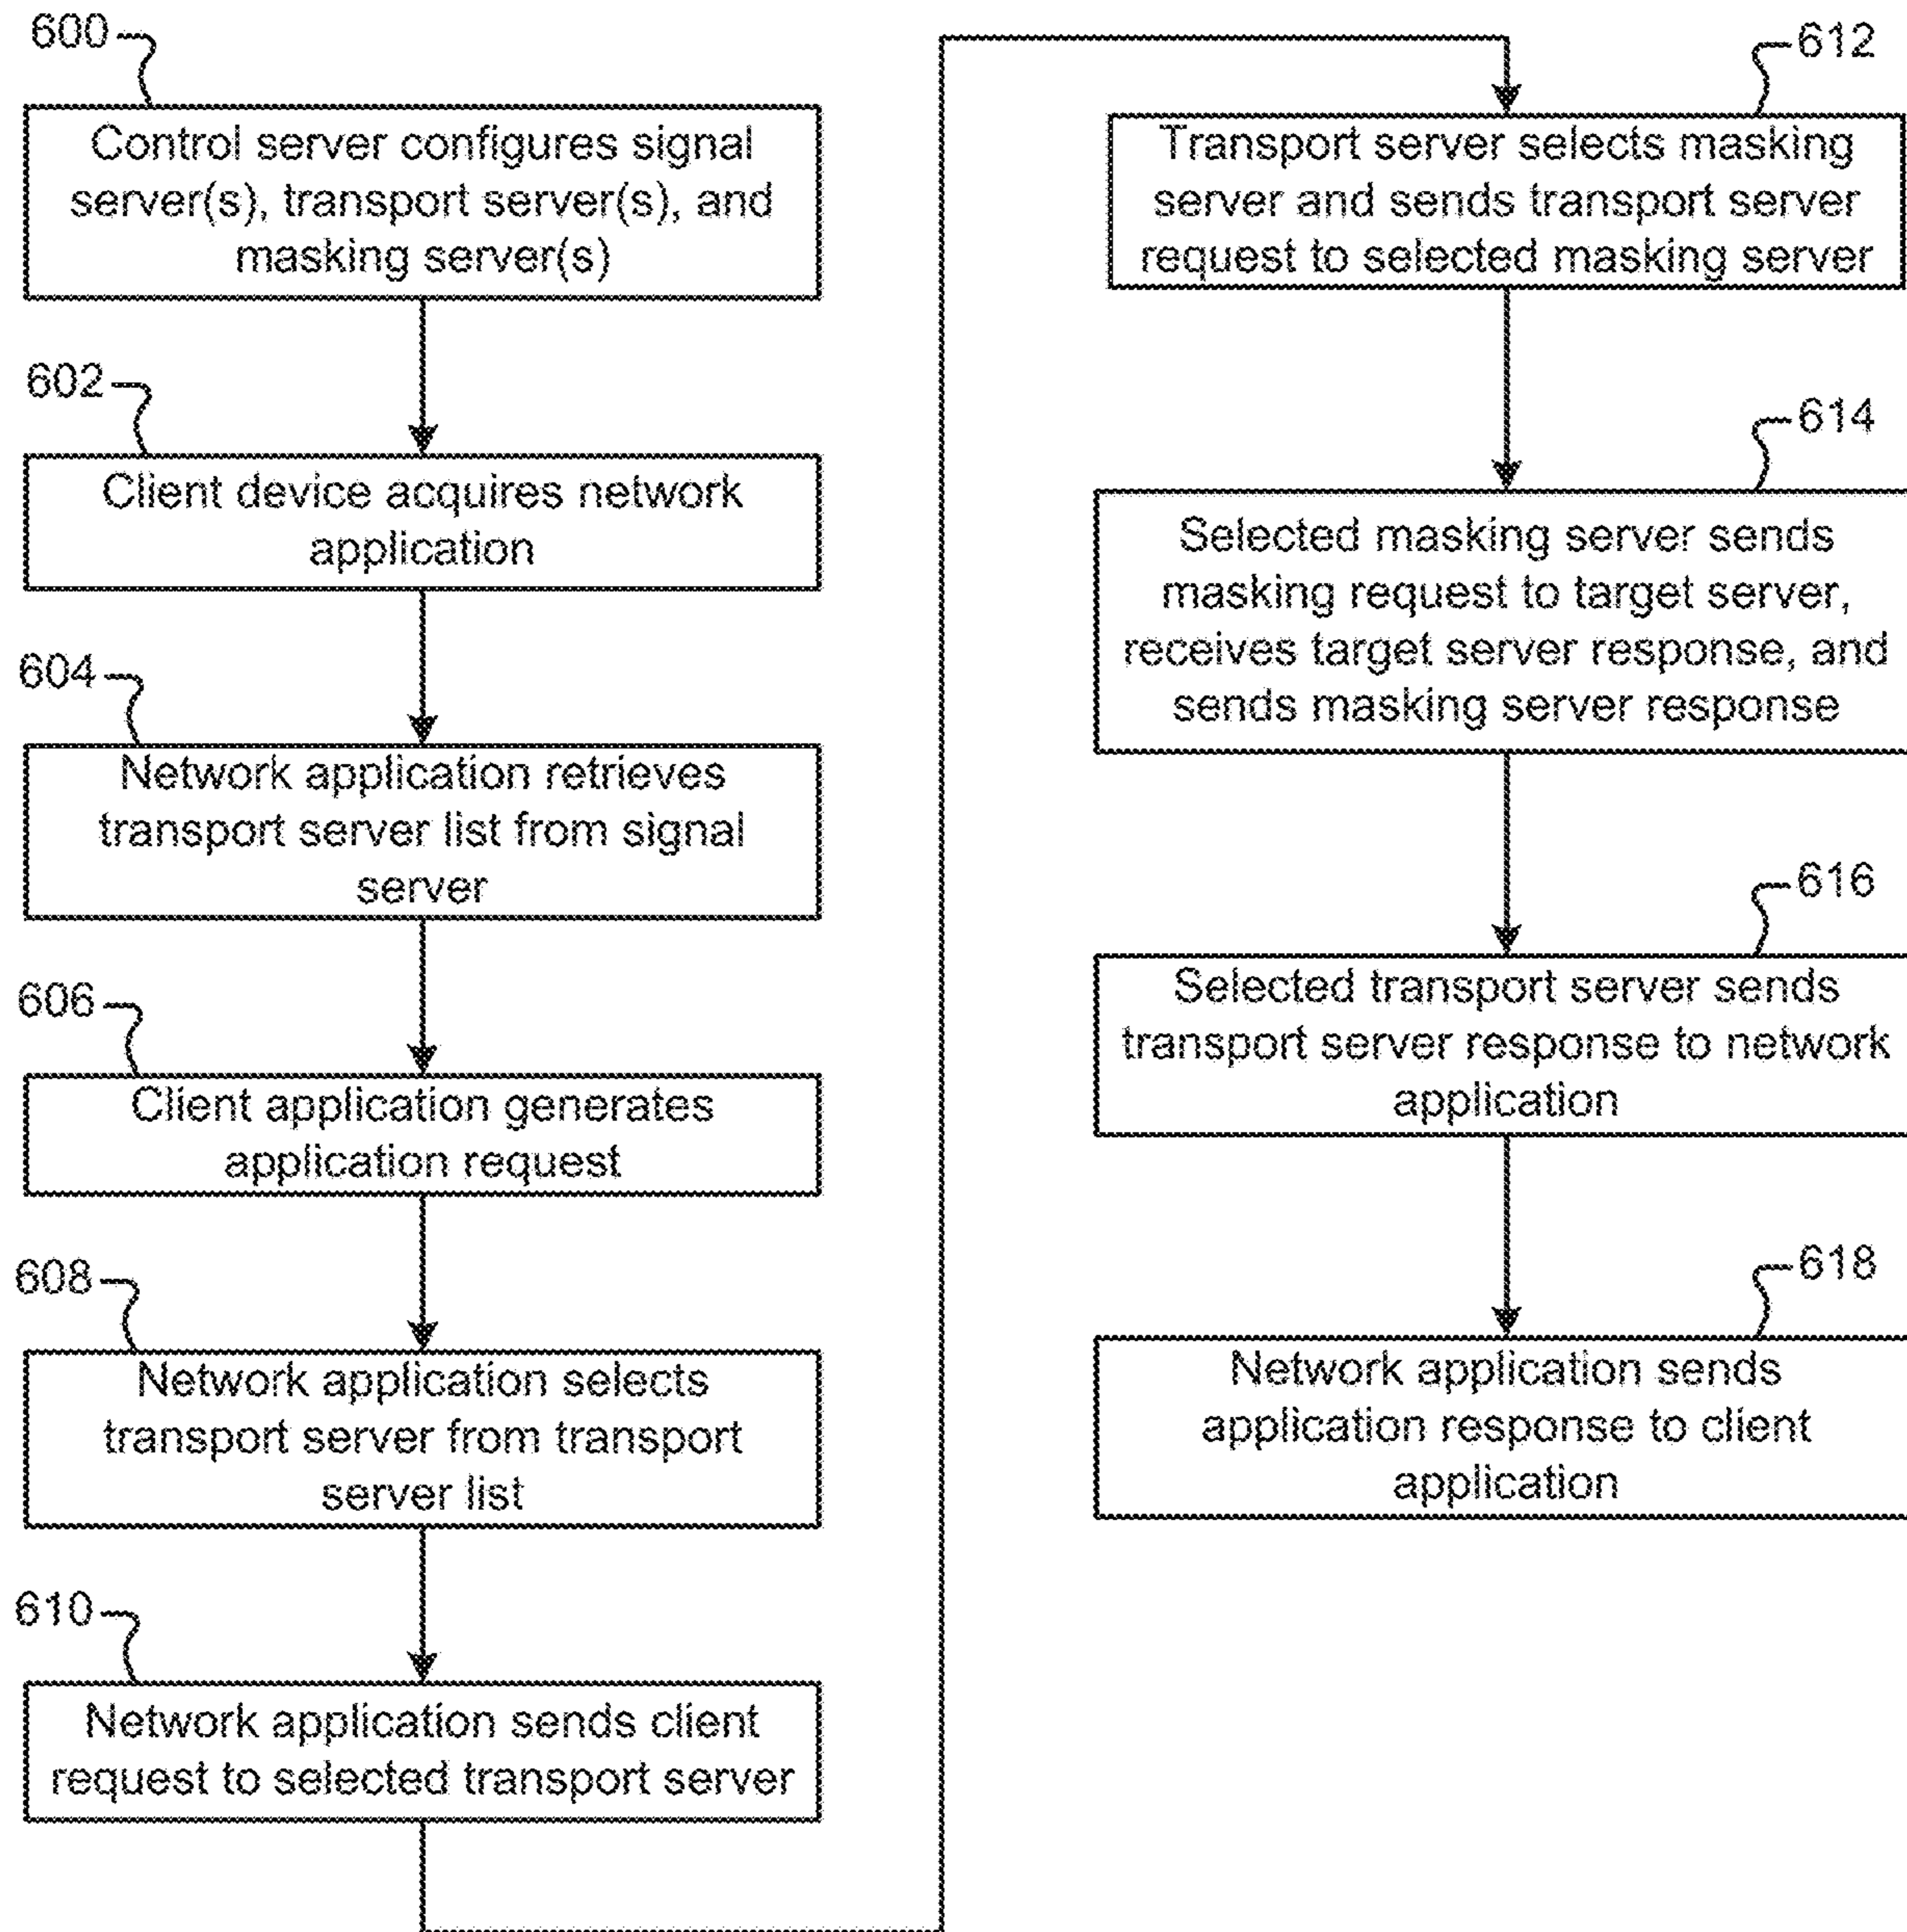 600
Control server configures signal
server(s), transport server(s), and
masking server(s)
602
Client device acquires network
application
604
Network application retrieves
transport server list from signal
server
606
Client application generates
application request
608
Network application selects
transport server from transport
server list
610
Network application sends client
request to selected transport server
612
Transport server selects masking
server and sends transport server
request to selected masking server
614
Selected masking server sends
masking request to target server,
receives target server response, and
sends masking server response
616
Selected transport server sends
transport server response to network
application
618
Network application sends
application response to client
application